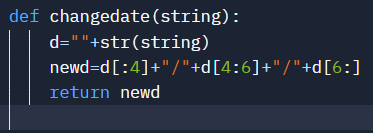 def changedate(string):
    d=""+str(string)
    newd=d[:4]+"/"+d[4:6]+"/"+d[6:]
    return newd